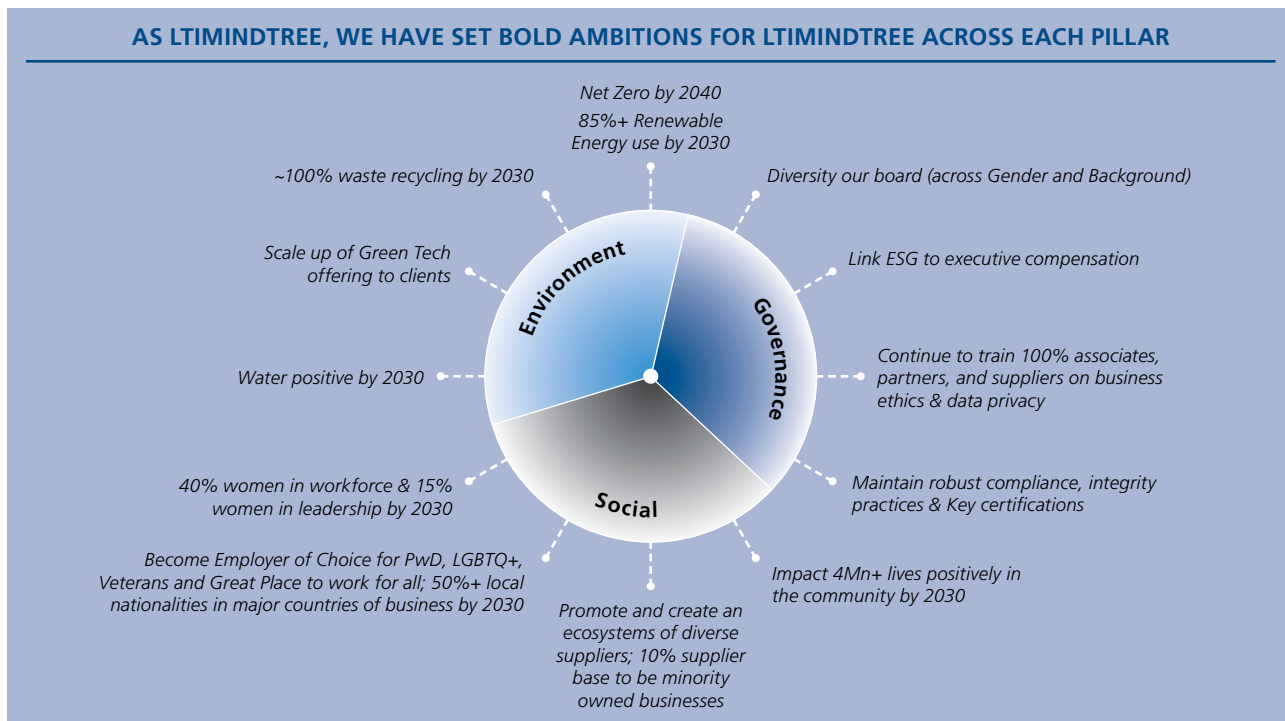 AS LTIMINDTREE, WE HAVE SET BOLD AMBITIONS FOR LTIMINDTREE ACROSS EACH PILLAR
Net Zero by 2040
85%+ Renewable
Energy use by 2030
~100% waste recycling by 2030
Diversity our board (across Gender and Background)
Scale up of Green Tech
offering to clients
Link ESG to executive compensation
Environment
Governance
Social
Water positive by 2030
Continue to train 100% associates,
partners, and suppliers on business
ethics & data privacy
40% women in workforce & 15%
women in leadership by 2030
Maintain robust compliance, integrity
practices & Key certifications
Become Employer of Choice for PwD, LGBTQ+,
Veterans and Great Place to work for all; 50%+ local
nationalities in major countries of business by 2030
Impact 4Mn+ lives positively in
the community by 2030
Promote and create an
ecosystems of diverse
suppliers; 10% supplier
base to be minority
owned businesses